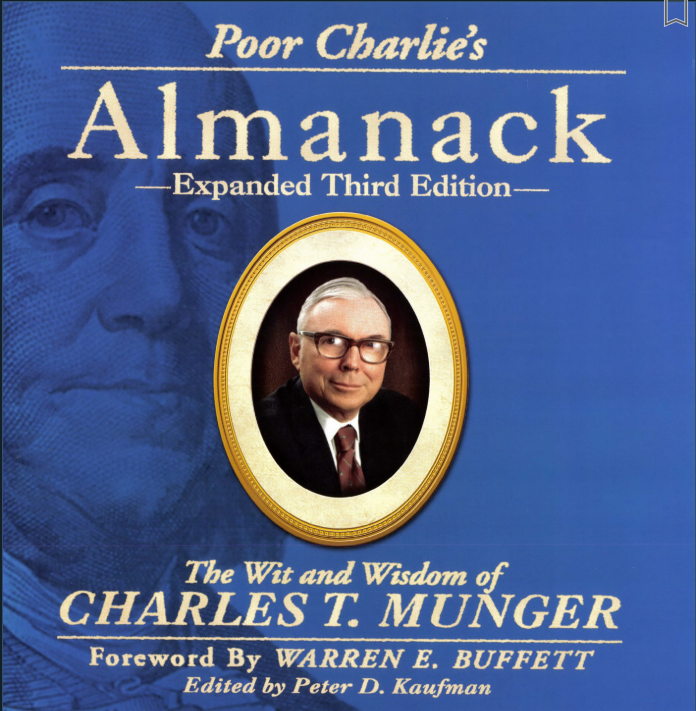 Poor Charlie's
Almanack
—Expanded Third Edition—
The Wit and Wisdom of
CHARLES T. MUNGER
Foreword By WARREN E. BUFFETT
Edited by Peter D. Kaufman